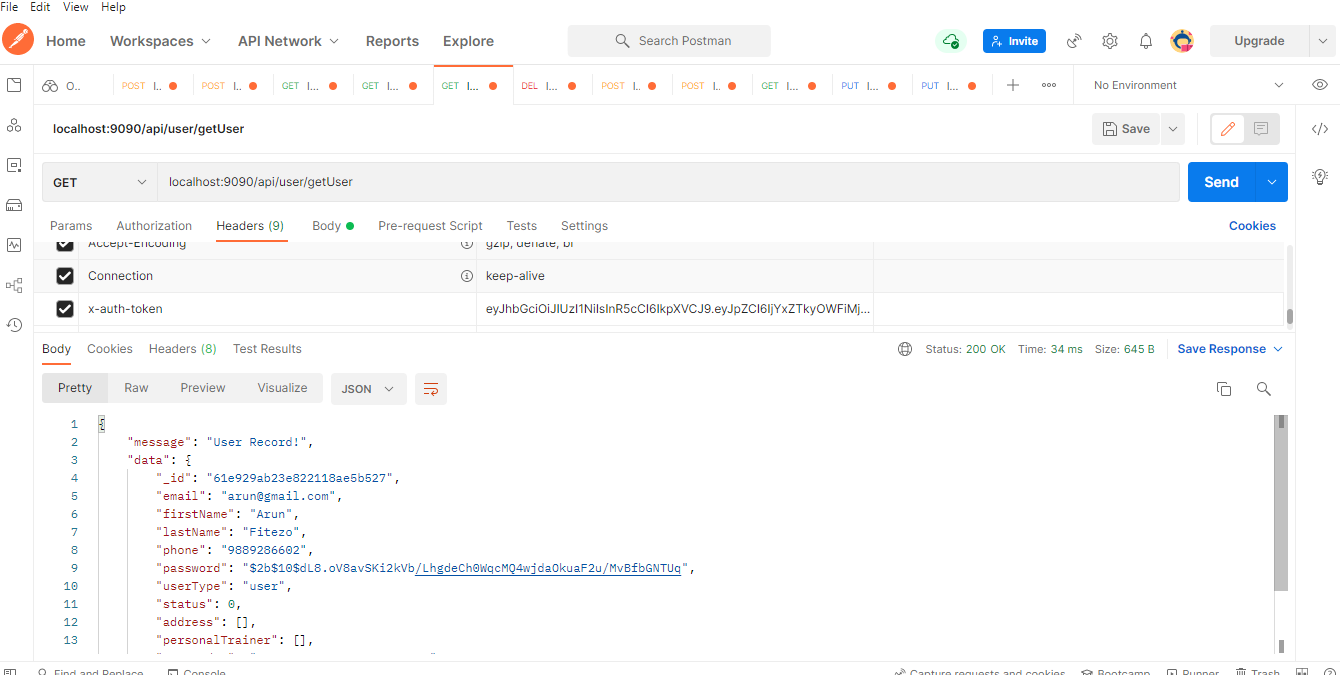 File Edit View Help
Home Workspaces API Network Reports Explore Search Postman Invite Upgrade
O.. POST I.. POST I.. GET I... GET I... GET I... DEL I... POST I.. POST I.. GET I... PUT I... PUT I... No Environment
localhost:9090/api/user/getUser Save
GET localhost:9090/api/user/getUser Send
Params Authorization Headers (9) Body Pre-request Script Tests Settings Cookies
Accept-Encoding gzip, deflate, br
Connection keep-alive
x-auth-token eyJhbGciOiJIUzI1NiIsInR5cCI6IkpXVCJ9.eyJpZCI6IjYxZTkyOWFiMj...
Body Cookies Headers (8) Test Results Status: 200 OK Time: 34 ms Size: 645 B Save Response
Pretty Raw Preview Visualize JSON
1 {
2 "message": "User Record!",
3 "data": {
4 "_id": "61e929ab23e822118ae5b527",
5 "email": "arun@gmail.com",
6 "firstName": "Arun",
7 "lastName": "Fitezo",
8 "phone": "9889286602",
9 "password": "$2b$10$dL8.oV8avSKi2kVb/LhgdeCh0WqcMQ4wjdaOkuaF2u/MvBfbGNTUq",
10 "userType": "user",
11 "status": 0,
12 "address": [],
13 "personalTrainer": [],
Find and Replace Console Capture requests and cookies Bootcamp Runner Trash